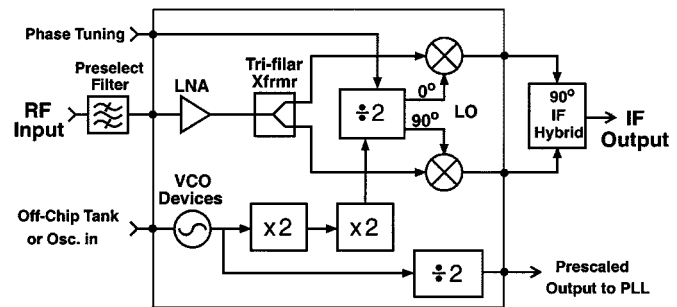 Phase Tuning
Preselect
Filter
LNA
Tri-filar
Xfrmr
RF
Input
÷2
0°
90°
LO
90°
IF
Hybrid
IF
Output
VCO
Devices
Off-Chip Tank
or Osc. in
x2
x2
÷2
Prescaled
Output to PLL